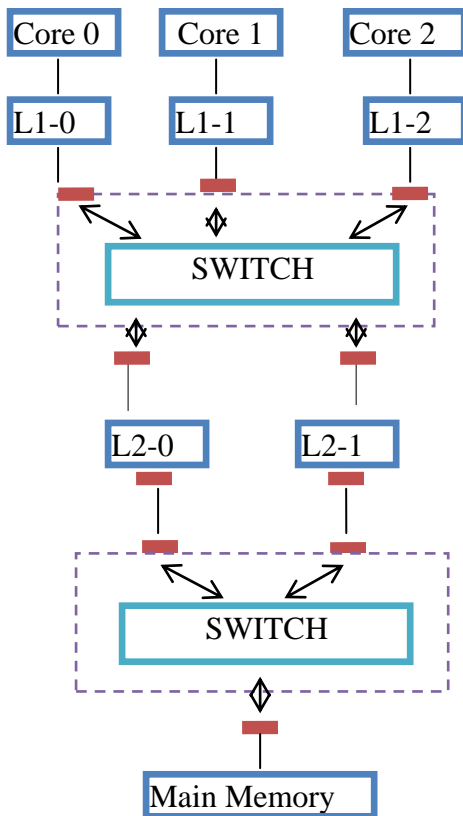 Core 0
Core 1
Core 2
L1-0
L1-1
L1-2
SWITCH
L2-0
L2-1
SWITCH
Main Memory